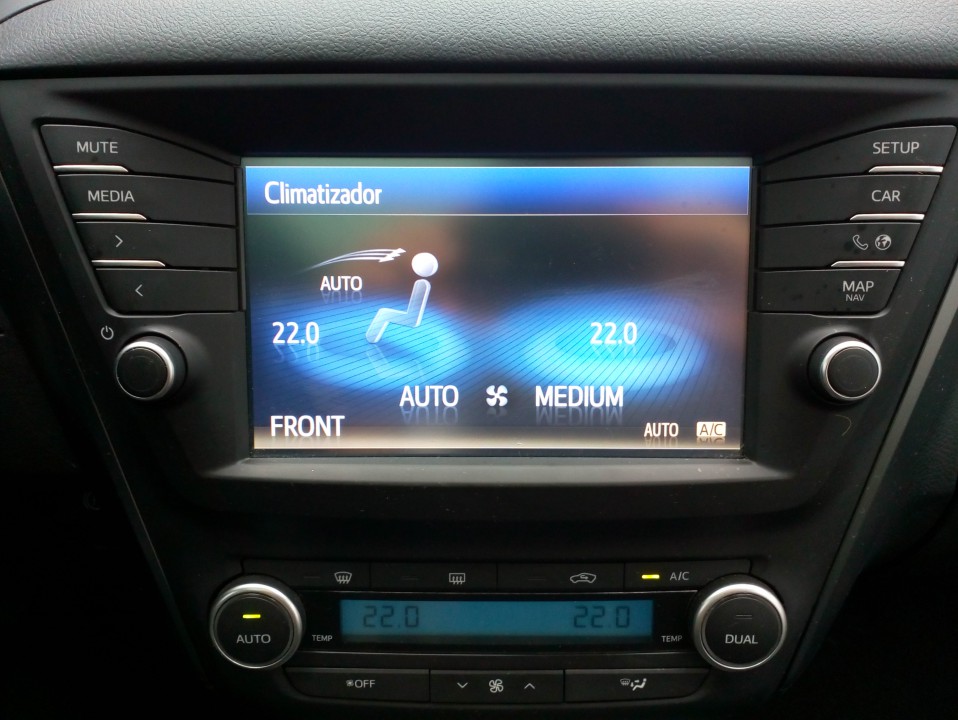 MUTE
MEDIA
SETUP
CAR
MAP
NAV
Climatizador
AUTO
22.0
22.0
AUTO MEDIUM
FRONT
AUTO A/C
A/C
AUTO
TEMP
22.0 22.0
TEMP
DUAL
OFF